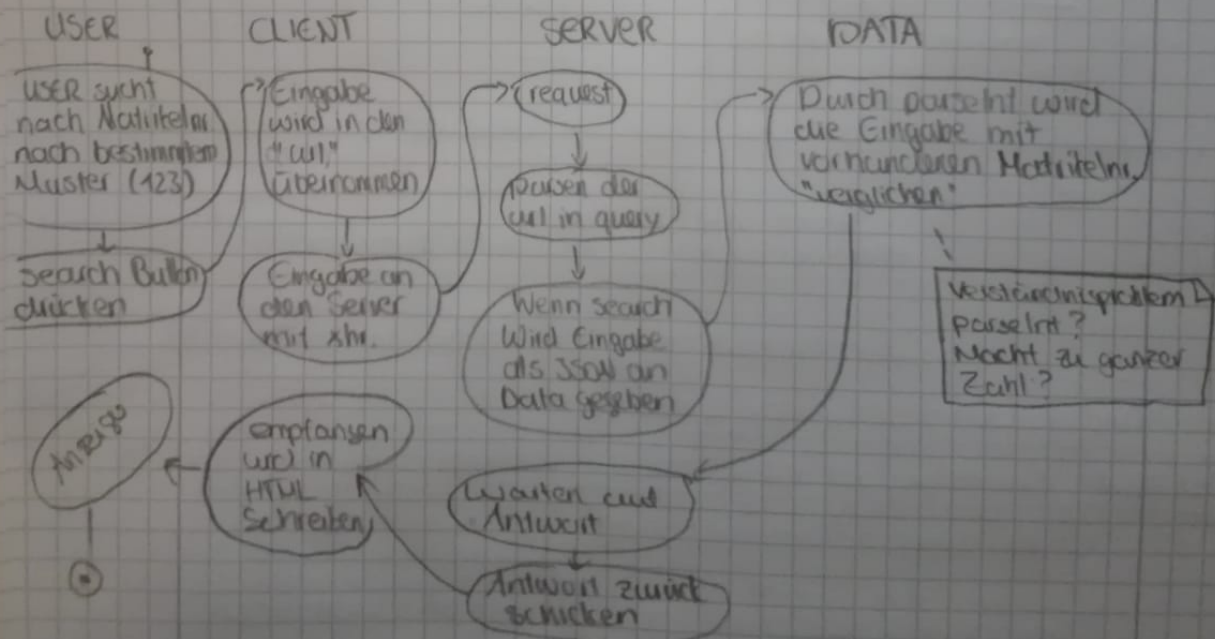 USER
CLIENT
SERVER
DATA
USER sucht
nach Matrikelnr
nach bestimmtem
Muster (123)
search Button
drücken
Eingabe
wird in den
"url"
übernommen
Eingabe an
den Server
mit xhr.
request
parsen der
url in query
Wenn search
Wird Eingabe
als JSON an
Data gegeben
Durch parseInt wird
die Eingabe mit
vorhandenen Matrikelnr.
"verglichen"
Verständnisproblem
parseInt?
Macht zu ganzer
Zahl?
Warten auf
Antwort
Antwort zurück
schicken
empfangen
und in
HTML
Schreiben
Anzeige